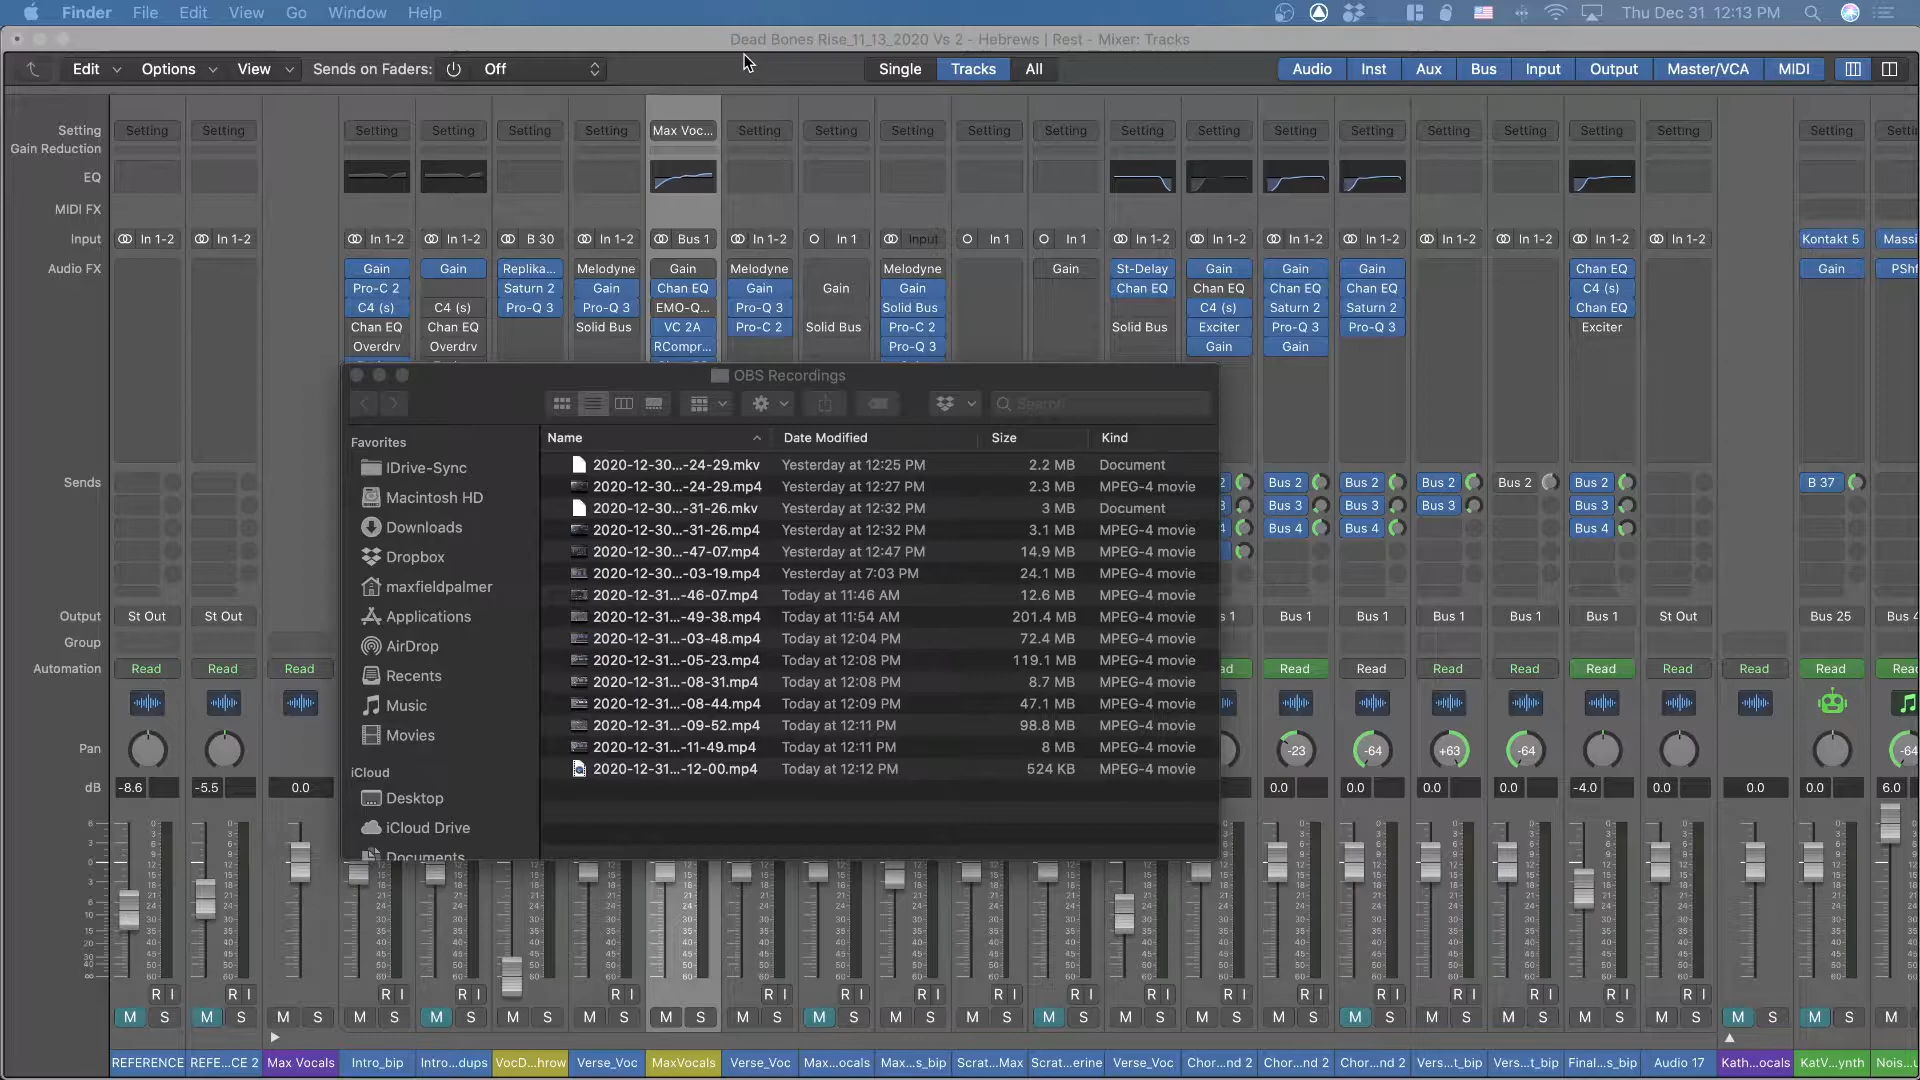 Finder File Edit View Go Window Help Thu Dec 31 12:13 PM
Dead Bones Rise_11_13_2020 Vs 2 - Hebrews | Rest - Mixer: Tracks
Edit Options View Sends on Faders: Off Single Tracks All Audio Inst Aux Bus Input Output Master/VCA MIDI
Setting Setting Setting Setting Setting Setting Setting Max Voc... Setting Setting Setting Setting Setting Setting Setting Setting Setting Setting Setting Setting Setting Setting
Gain Reduction
EQ
MIDI FX
Input In 1-2 In 1-2 In 1-2 In 1-2 B 30 In 1-2 Bus 1 In 1-2 In 1 Input In 1 In 1 In 1-2 In 1-2 In 1-2 In 1-2 In 1-2 In 1-2 In 1-2 In 1-2 Kontakt 5 Massi
Audio FX Gain Gain Replika... Melodyne Gain Melodyne Melodyne Gain St-Delay Gain Gain Gain Chan EQ Gain PShf
Pro-C 2 Saturn 2 Gain Chan EQ Gain Gain Gain Chan EQ Chan EQ Chan EQ Chan EQ C4 (s)
C4 (s) C4 (s) Pro-Q 3 Pro-Q 3 EMO-Q... Pro-Q 3 Solid Bus C4 (s) Saturn 2 Saturn 2 Chan EQ
Chan EQ Chan EQ Solid Bus VC 2A Pro-C 2 Solid Bus Pro-C 2 Solid Bus Exciter Pro-Q 3 Pro-Q 3 Exciter
Overdrv Overdrv RCompr... Pro-Q 3 Gain Gain
OBS Recordings
Search
Favorites
IDrive-Sync
Macintosh HD
Downloads
Dropbox
maxfieldpalmer
Applications
AirDrop
Recents
Music
Movies
iCloud
Desktop
iCloud Drive
Documents
Name Date Modified Size Kind
2020-12-30...-24-29.mkv Yesterday at 12:25 PM 2.2 MB Document
2020-12-30...-24-29.mp4 Yesterday at 12:27 PM 2.3 MB MPEG-4 movie
2020-12-30...-31-26.mkv Yesterday at 12:32 PM 3 MB Document
2020-12-30...-31-26.mp4 Yesterday at 12:32 PM 3.1 MB MPEG-4 movie
2020-12-30...-47-07.mp4 Yesterday at 12:47 PM 14.9 MB MPEG-4 movie
2020-12-30...-03-19.mp4 Yesterday at 7:03 PM 24.1 MB MPEG-4 movie
2020-12-31...-46-07.mp4 Today at 11:46 AM 12.6 MB MPEG-4 movie
2020-12-31...-49-38.mp4 Today at 11:54 AM 201.4 MB MPEG-4 movie
2020-12-31...-03-48.mp4 Today at 12:04 PM 72.4 MB MPEG-4 movie
2020-12-31...-05-23.mp4 Today at 12:08 PM 119.1 MB MPEG-4 movie
2020-12-31...-08-31.mp4 Today at 12:08 PM 8.7 MB MPEG-4 movie
2020-12-31...-08-44.mp4 Today at 12:09 PM 47.1 MB MPEG-4 movie
2020-12-31...-09-52.mp4 Today at 12:11 PM 98.8 MB MPEG-4 movie
2020-12-31...-11-49.mp4 Today at 12:11 PM 8 MB MPEG-4 movie
2020-12-31...-12-00.mp4 Today at 12:12 PM 524 KB MPEG-4 movie
Sends 2 Bus 2 Bus 2 Bus 2 Bus 2 Bus 2 B 37
3 Bus 3 Bus 3 Bus 3 Bus 3
4 Bus 4 Bus 4 Bus 4
Output St Out St Out s 1 Bus 1 Bus 1 Bus 1 Bus 1 Bus 1 St Out Bus 25 Bus 4
Group
Automation Read Read Read ad Read Read Read Read Read Read Read Read Rea
Pan -23 -64 +63 -64 -64
dB -8.6 -5.5 0.0 0.0 0.0 0.0 0.0 -4.0 0.0 0.0 0.0 6.0
R I R I R I R I R I R I R I R I R I R I R I R I R I R I R I R I R I R I R I
M S M S M S M S M S M S M S M S M S M S M S M S M S M S M S M S M S M S M S M S M S M S M S M
REFERENCE REFE...CE 2 Max Vocals Intro_bip Intro...dups VocD...hrow Verse_Voc MaxVocals Verse_Voc Max...ocals Max...s_bip Scrat...Max Scrat...erine Verse_Voc Chor...nd 2 Chor...nd 2 Chor...nd 2 Vers...t_bip Vers...t_bip Final...s_bip Audio 17 Kath...ocals KatV...ynth Nois...